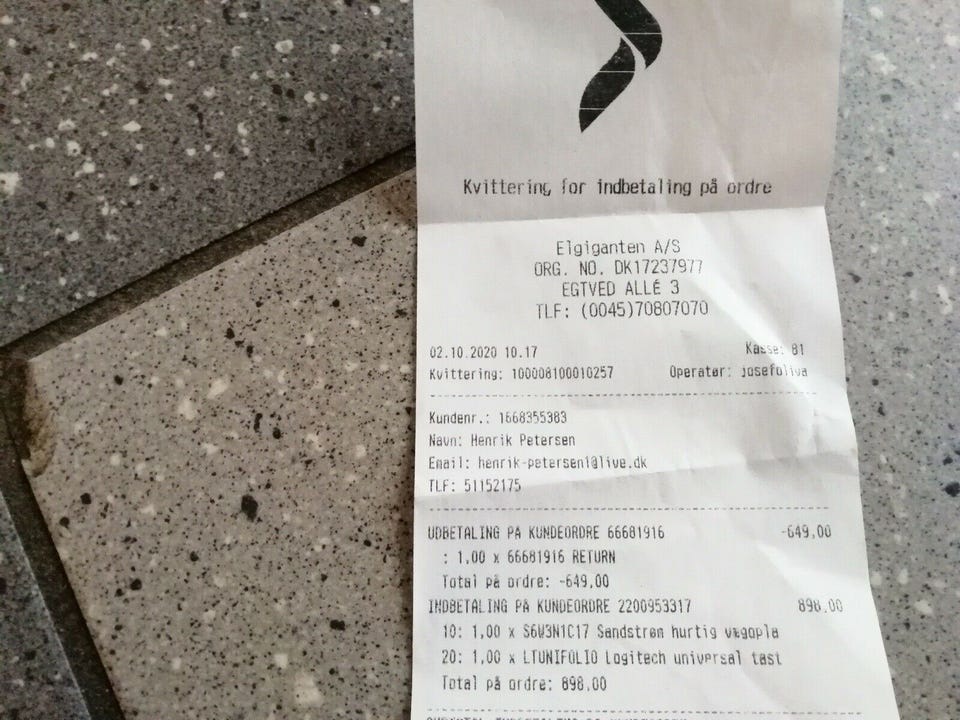 Kvittering for indbetaling på ordre
Elgiganten A/S
ORG. NO. DK17237977
EGTVED ALLÉ 3
TLF: (0045)70807070
02.10.2020 10.17 Kasse: 81
Kvittering: 100008100010257 Operatør: josefoliva
Kundenr.: 1668355383
Navn: Henrik Petersen
Email: henrik-petersen1@live.dk
TLF: 51152175
UDBETALING PÅ KUNDEORDRE 66681916 -649,00
: 1,00 x 66681916 RETURN
Total på ordre: -649,00
INDBETALING PÅ KUNDEORDRE 2200953317 898,00
10: 1,00 x S6W3N1C17 Sandstrøm hurtig vægopla
20: 1,00 x LTUNIFOLIO Logitech universal tast
Total på ordre: 898,00